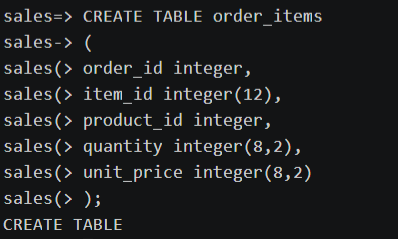 sales=> CREATE TABLE order_items
sales-> (
sales(> order_id integer,
sales(> item_id integer(12),
sales(> product_id integer,
sales(> quantity integer(8,2),
sales(> unit_price integer(8,2)
sales(> );
CREATE TABLE